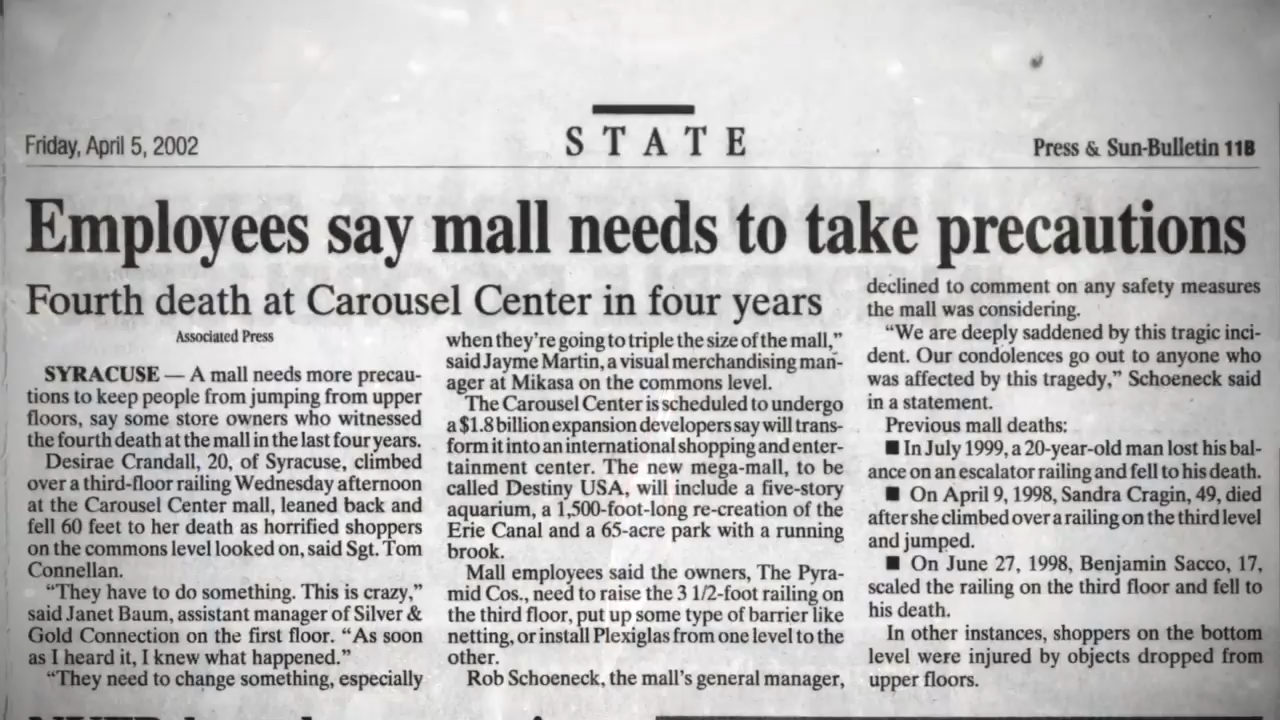 Friday, April 5, 2002
STATE
Press & Sun-Bulletin 11B
Employees say mall needs to take precautions
Fourth death at Carousel Center in four years
Associated Press
SYRACUSE — A mall needs more precau-
tions to keep people from jumping from upper
floors, say some store owners who witnessed
the fourth death at the mall in the last four years.
Desirae Crandall, 20, of Syracuse, climbed
over a third-floor railing Wednesday afternoon
at the Carousel Center mall, leaned back and
fell 60 feet to her death as horrified shoppers
on the commons level looked on, said Sgt. Tom
Connellan.
“They have to do something. This is crazy,”
said Janet Baum, assistant manager of Silver &
Gold Connection on the first floor. “As soon
as I heard it, I knew what happened.”
“They need to change something, especially
when they're going to triple the size of the mall,”
said Jayme Martin, a visual merchandising man-
ager at Mikasa on the commons level.
The Carousel Center is scheduled to undergo
a $1.8 billion expansion developers say will trans-
form it into an international shopping and enter-
tainment center. The new mega-mall, to be
called Destiny USA, will include a five-story
aquarium, a 1,500-foot-long re-creation of the
Erie Canal and a 65-acre park with a running
brook.
Mall employees said the owners, The Pyra-
mid Cos., need to raise the 3 1/2-foot railing on
the third floor, put up some type of barrier like
netting, or install Plexiglas from one level to the
other.
Rob Schoeneck, the mall's general manager,
declined to comment on any safety measures
the mall was considering.
“We are deeply saddened by this tragic inci-
dent. Our condolences go out to anyone who
was affected by this tragedy,” Schoeneck said
in a statement.
Previous mall deaths:
■ In July 1999, a 20-year-old man lost his bal-
ance on an escalator railing and fell to his death.
■ On April 9, 1998, Sandra Cragin, 49, died
after she climbed over a railing on the third level
and jumped.
■ On June 27, 1998, Benjamin Sacco, 17,
scaled the railing on the third floor and fell to
his death.
In other instances, shoppers on the bottom
level were injured by objects dropped from
upper floors.